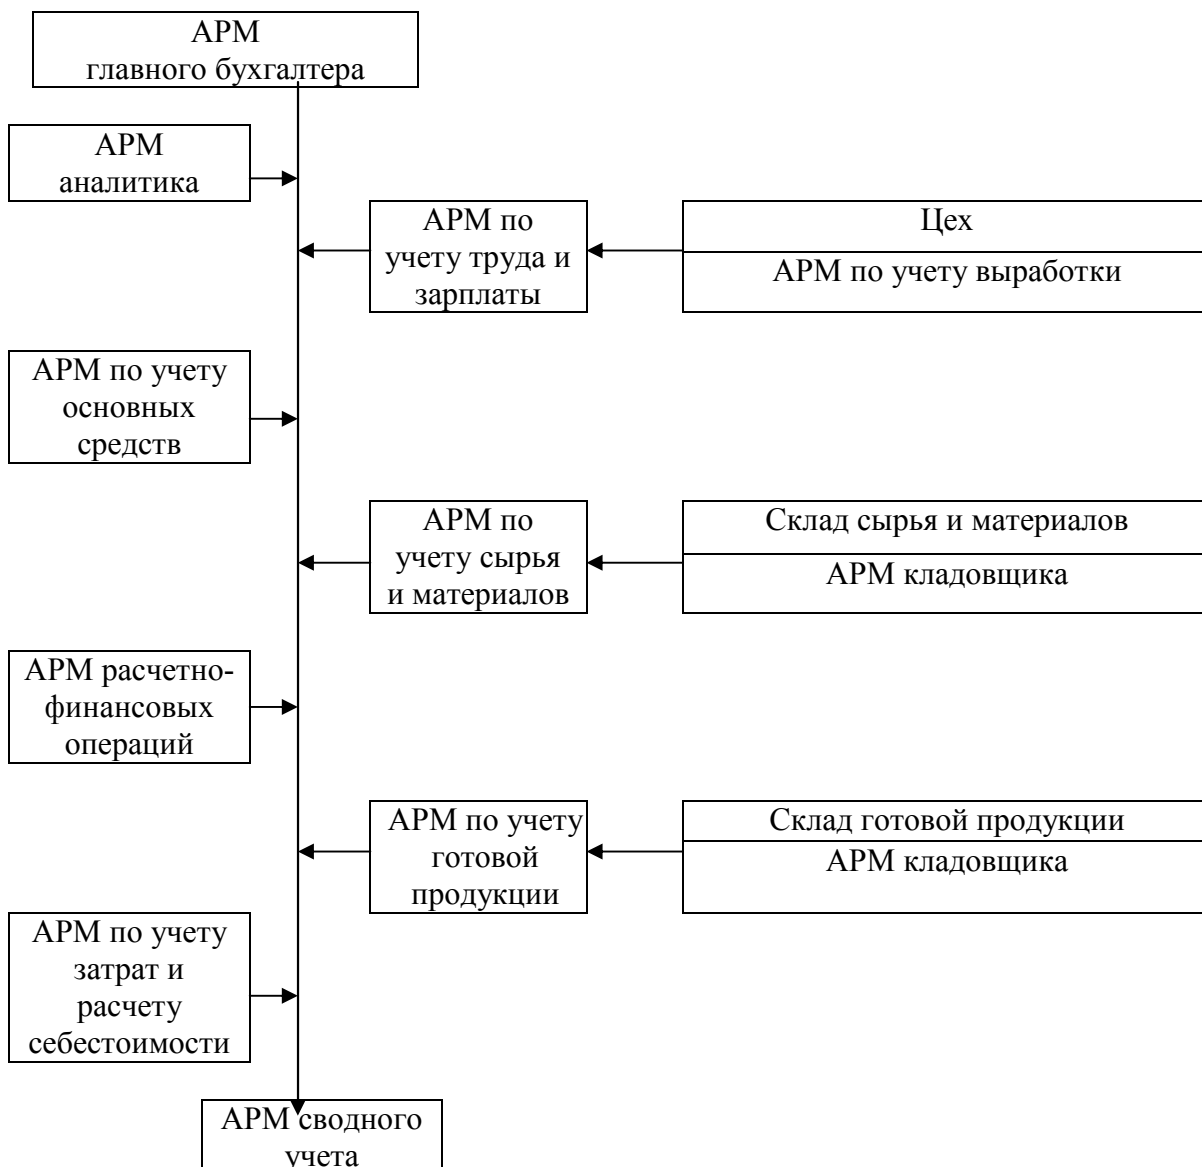 АРМ
главного бухгалтера
АРМ
аналитика
АРМ по
учету труда и
зарплаты
Цех
АРМ по учету выработки
АРМ по учету
основных
средств
АРМ по
учету сырья
и материалов
Склад сырья и материалов
АРМ кладовщика
АРМ расчетно-
финансовых
операций
АРМ по учету
готовой
продукции
Склад готовой продукции
АРМ кладовщика
АРМ по учету
затрат и
расчету
себестоимости
АРМ сводного
учета